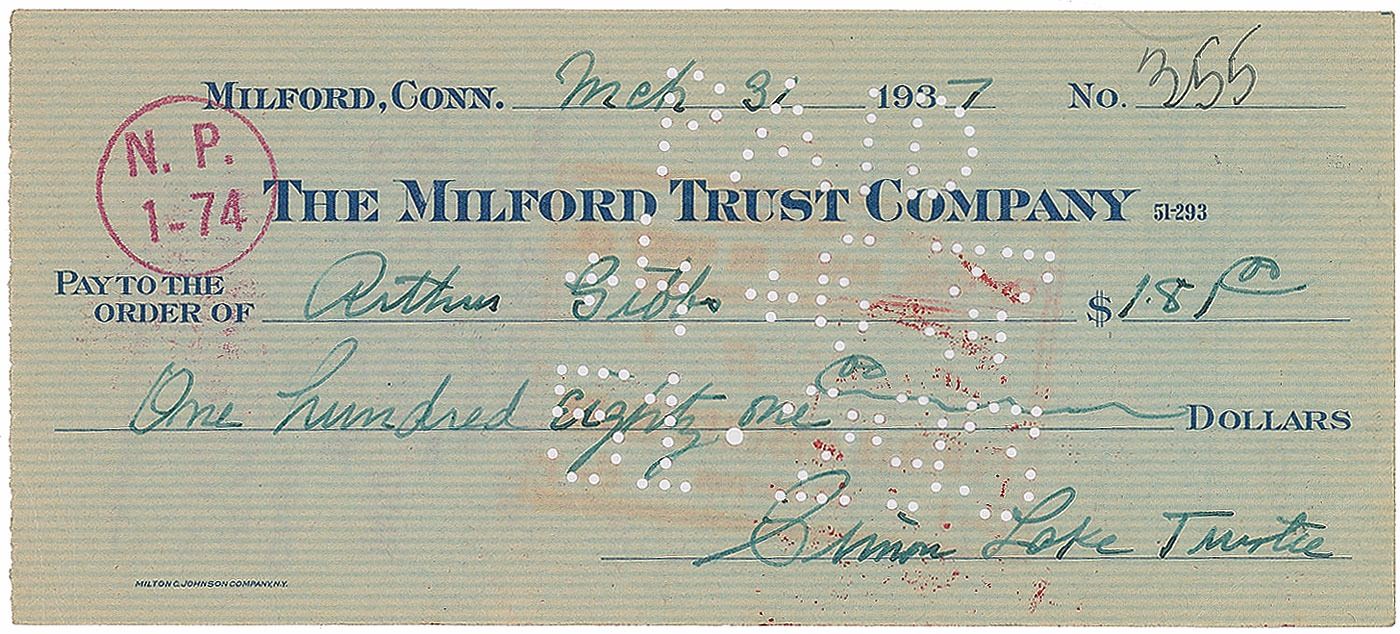 MILFORD, CONN. Mch 31 1937 No. 355
N. P.
1-74
THE MILFORD TRUST COMPANY 51-293
PAY TO THE
ORDER OF Arthur Gibbs $ 181 00
One hundred eighty one 00 DOLLARS
Simon Lake Trustee
MILTON C. JOHNSON COMPANY, N.Y.